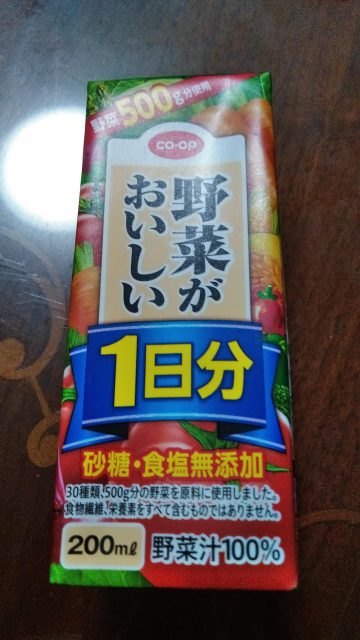 野菜500g分使用
CO·OP
野菜が
おいしい
1日分
砂糖・食塩無添加
30種類、500g分の野菜を原料に使用しました。
食物繊維、栄養素をすべて含むものではありません。
200mℓ 野菜汁100%